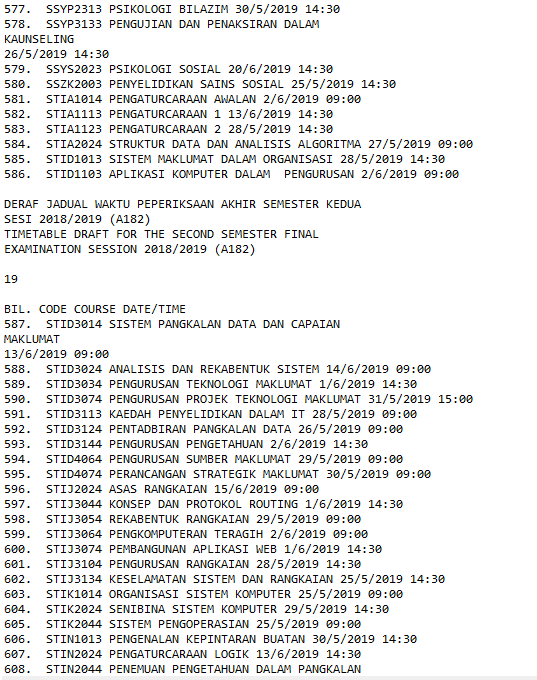 577.  SSYP2313 PSIKOLOGI BILAZIM 30/5/2019 14:30
578.  SSYP3133 PENGUJIAN DAN PENAKSIRAN DALAM
KAUNSELING
26/5/2019 14:30
579.  SSYS2023 PSIKOLOGI SOSIAL 20/6/2019 14:30
580.  SSZK2003 PENYELIDIKAN SAINS SOSIAL 25/5/2019 14:30
581.  STIA1014 PENGATURCARAAN AWALAN 2/6/2019 09:00
582.  STIA1113 PENGATURCARAAN 1 13/6/2019 14:30
583.  STIA1123 PENGATURCARAAN 2 28/5/2019 14:30
584.  STIA2024 STRUKTUR DATA DAN ANALISIS ALGORITMA 27/5/2019 09:00
585.  STID1013 SISTEM MAKLUMAT DALAM ORGANISASI 28/5/2019 14:30
586.  STID1103 APLIKASI KOMPUTER DALAM  PENGURUSAN 2/6/2019 09:00
DERAF JADUAL WAKTU PEPERIKSAAN AKHIR SEMESTER KEDUA
SESI 2018/2019 (A182)
TIMETABLE DRAFT FOR THE SECOND SEMESTER FINAL
EXAMINATION SESSION 2018/2019 (A182)
19
BIL. CODE COURSE DATE/TIME
587.  STID3014 SISTEM PANGKALAN DATA DAN CAPAIAN
MAKLUMAT
13/6/2019 09:00
588.  STID3024 ANALISIS DAN REKABENTUK SISTEM 14/6/2019 09:00
589.  STID3034 PENGURUSAN TEKNOLOGI MAKLUMAT 1/6/2019 14:30
590.  STID3074 PENGURUSAN PROJEK TEKNOLOGI MAKLUMAT 31/5/2019 15:00
591.  STID3113 KAEDAH PENYELIDIKAN DALAM IT 28/5/2019 09:00
592.  STID3124 PENTADBIRAN PANGKALAN DATA 26/5/2019 09:00
593.  STID3144 PENGURUSAN PENGETAHUAN 2/6/2019 14:30
594.  STID4064 PENGURUSAN SUMBER MAKLUMAT 29/5/2019 09:00
595.  STID4074 PERANCANGAN STRATEGIK MAKLUMAT 30/5/2019 09:00
596.  STIJ2024 ASAS RANGKAIAN 15/6/2019 09:00
597.  STIJ3044 KONSEP DAN PROTOKOL ROUTING 1/6/2019 14:30
598.  STIJ3054 REKABENTUK RANGKAIAN 29/5/2019 09:00
599.  STIJ3064 PENGKOMPUTERAN TERAGIH 2/6/2019 09:00
600.  STIJ3074 PEMBANGUNAN APLIKASI WEB 1/6/2019 14:30
601.  STIJ3104 PENGURUSAN RANGKAIAN 28/5/2019 14:30
602.  STIJ3134 KESELAMATAN SISTEM DAN RANGKAIAN 25/5/2019 14:30
603.  STIK1014 ORGANISASI SISTEM KOMPUTER 25/5/2019 09:00
604.  STIK2024 SENIBINA SISTEM KOMPUTER 29/5/2019 14:30
605.  STIK2044 SISTEM PENGOPERASIAN 25/5/2019 09:00
606.  STIN1013 PENGENALAN KEPINTARAN BUATAN 30/5/2019 14:30
607.  STIN2024 PENGATURCARAAN LOGIK 13/6/2019 14:30
608.  STIN2044 PENEMUAN PENGETAHUAN DALAM PANGKALAN